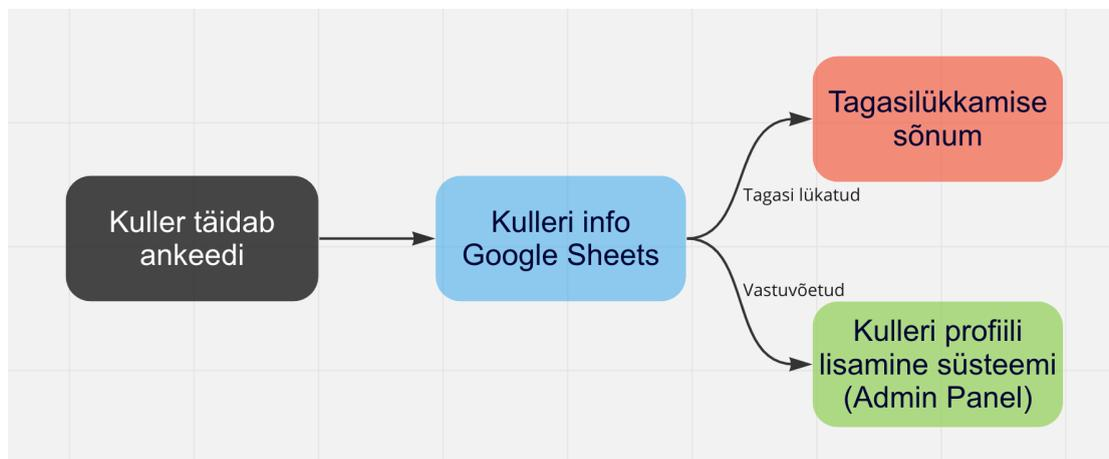 Kuller täidab
ankeedi
Kulleri info
Google Sheets
Tagasi lükatud
Tagasilükkamise
sõnum
Vastuvõetud
Kulleri profiili
lisamine süsteemi
(Admin Panel)